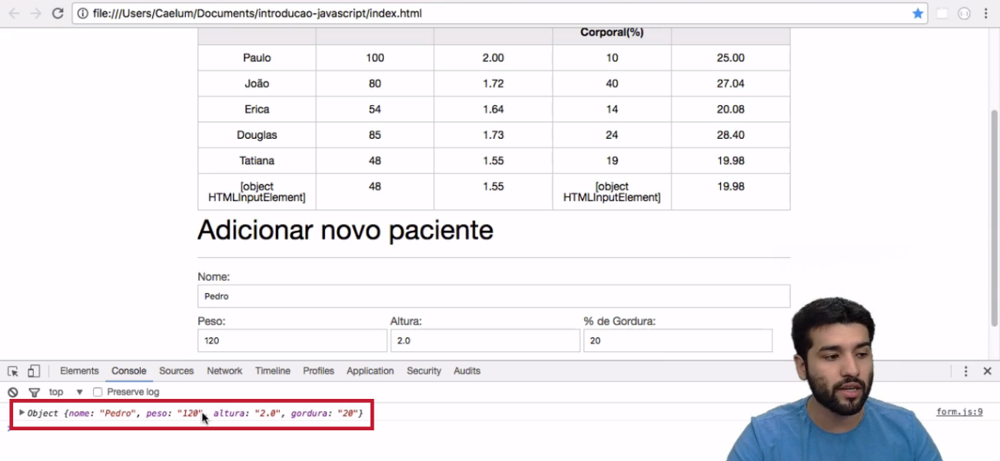 file:///Users/Caelum/Documents/introducao-javascript/index.html
Corporal(%)
Paulo 100 2.00 10 25.00
João 80 1.72 40 27.04
Erica 54 1.64 14 20.08
Douglas 85 1.73 24 28.40
Tatiana 48 1.55 19 19.98
[object 48 1.55 [object 19.98
HTMLInputElement] HTMLInputElement]
Adicionar novo paciente
Nome:
Pedro
Peso: Altura: % de Gordura:
120 2.0 20
Elements Console Sources Network Timeline Profiles Application Security Audits
top Preserve log
Object {nome: "Pedro", peso: "120", altura: "2.0", gordura: "20"} form.js:9